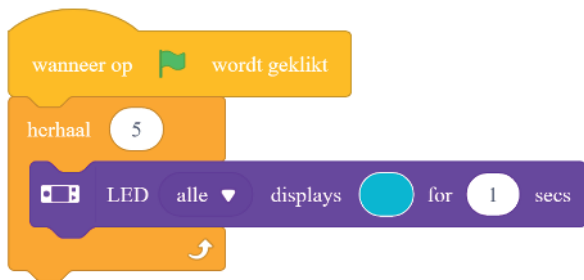 wanneer op wordt geklikt
herhaal 5
LED alle displays for 1 secs